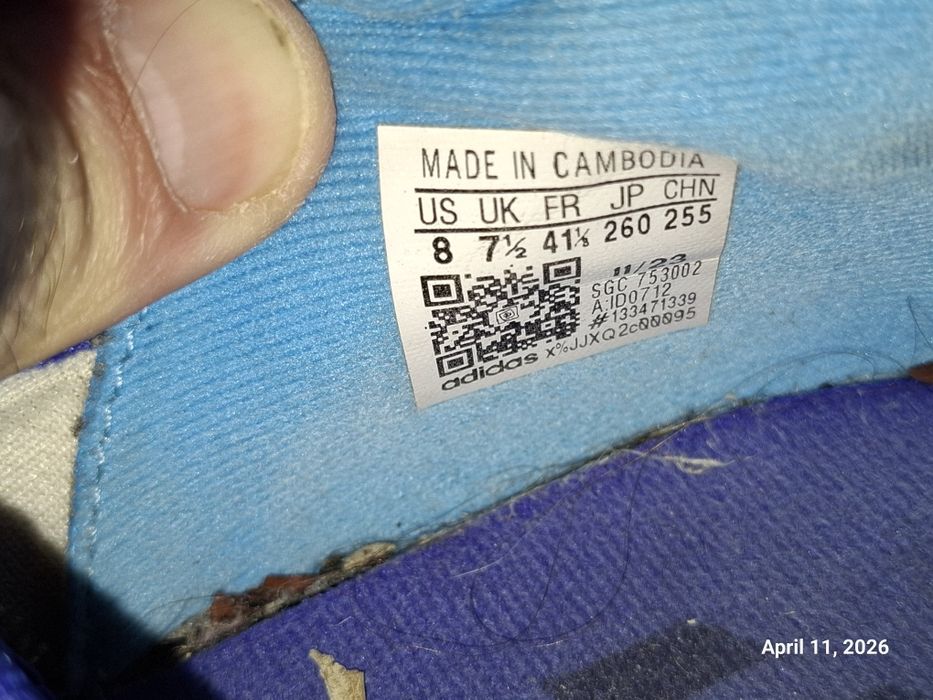 MADE IN CAMBODIA
US UK FR JP CHN
8 7½ 41⅓ 260 255
11/23
SGC 753002
A:ID0712
#133471339
adidas x%JJXQ2c00095
April 11, 2026